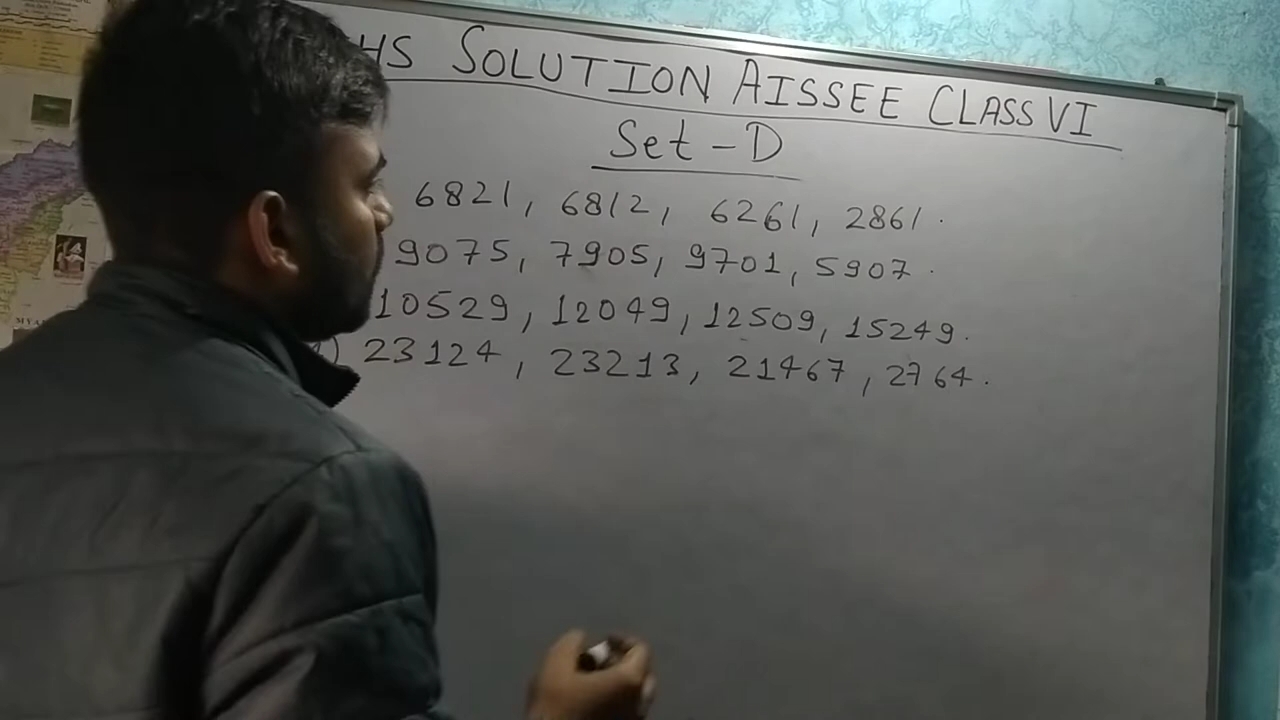 HS SOLUTION AISSEE CLASS VI
Set - D
6821, 6812, 6261, 2861.
9075, 7905, 9701, 5907.
10529, 12049, 12509, 15249.
) 23124, 23213, 21467, 2764.